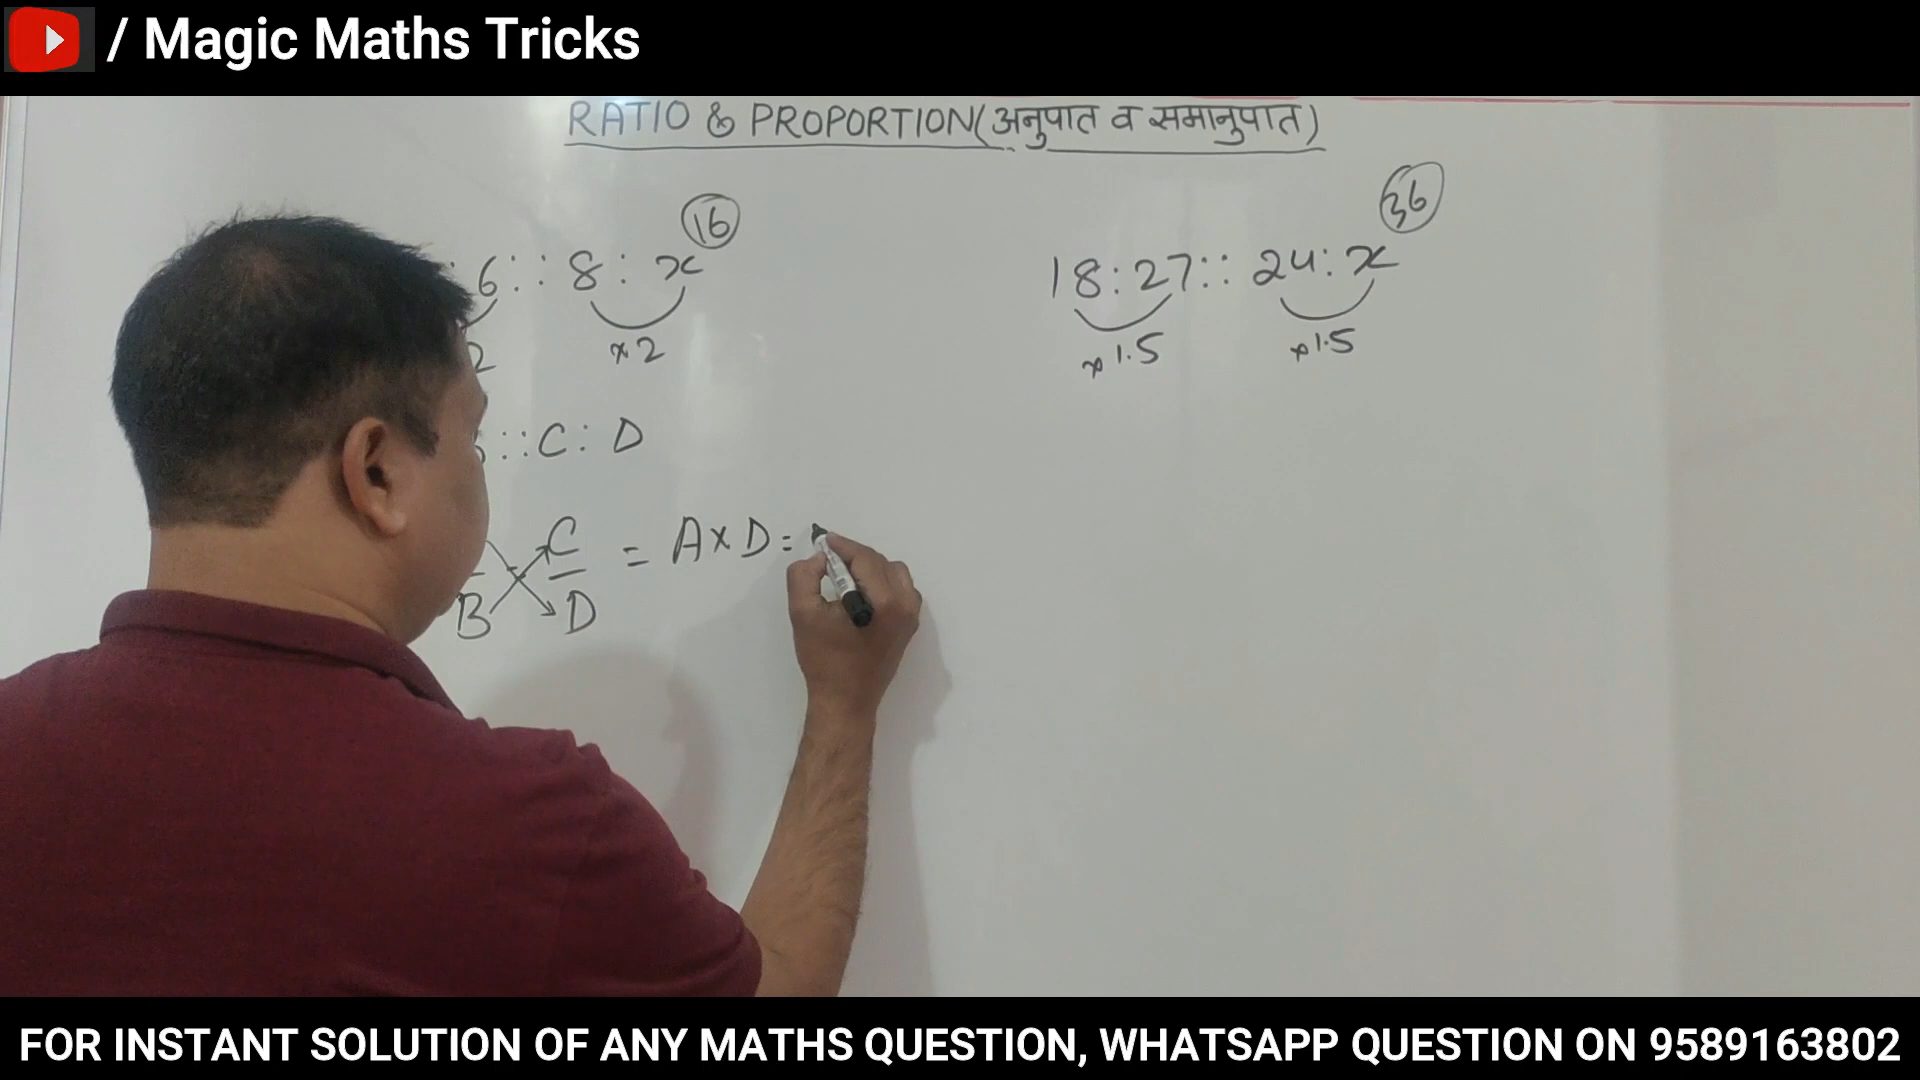 / Magic Maths Tricks
RATIO & PROPORTION(अनुपात व समानुपात)
16
6 :: 8 : x
2
×2
36
18 : 27 :: 24 : x
×1.5
×1.5
:: C : D
B
C
D
= A × D =
FOR INSTANT SOLUTION OF ANY MATHS QUESTION, WHATSAPP QUESTION ON 9589163802